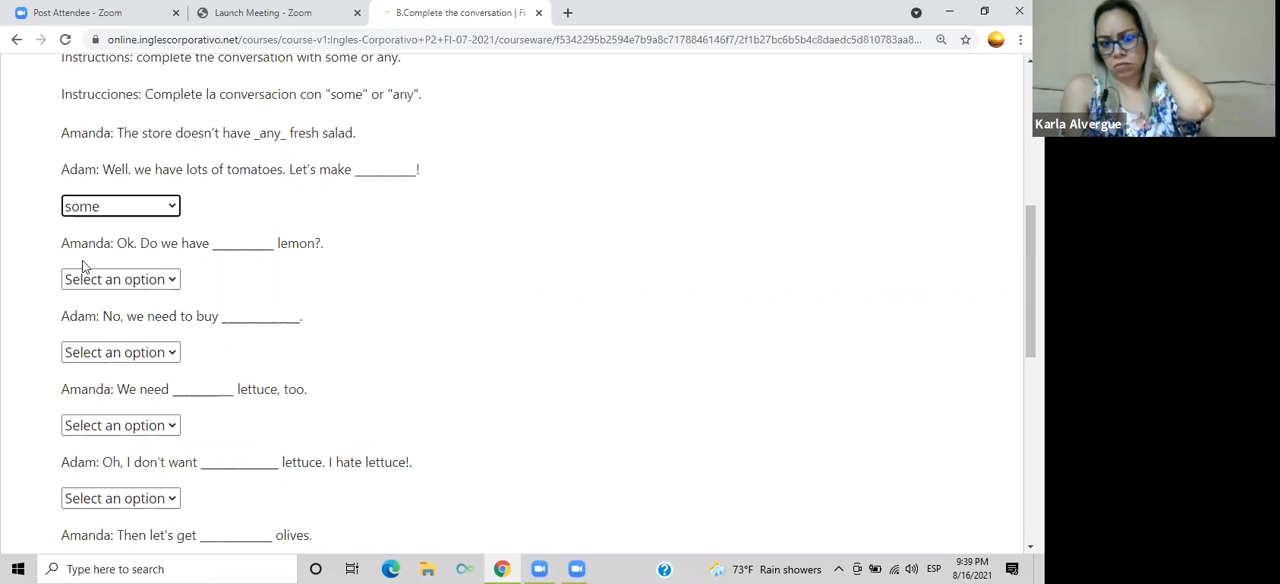 Post Attendee - Zoom
Launch Meeting - Zoom
B.Complete the conversation | Fr
online.inglescorporativo.net/courses/course-v1:Ingles-Corporativo+P2+FI-07-2021/courseware/f5342295b2594e7b9a8c7178846146f7/2f1b27bc6b5b4c8daedc5d810783aa8...
Instructions: complete the conversation with some or any.
Instrucciones: Complete la conversacion con "some" or "any".
Amanda: The store doesn't have _any_ fresh salad.
Adam: Well. we have lots of tomatoes. Let's make _________!
some
Amanda: Ok. Do we have _________ lemon?.
Select an option
Adam: No, we need to buy ___________.
Select an option
Amanda: We need _________ lettuce, too.
Select an option
Adam: Oh, I don't want ___________ lettuce. I hate lettuce!.
Select an option
Amanda: Then let's get __________ olives.
Karla Alvergue
Type here to search
73°F Rain showers
ESP
9:39 PM
8/16/2021